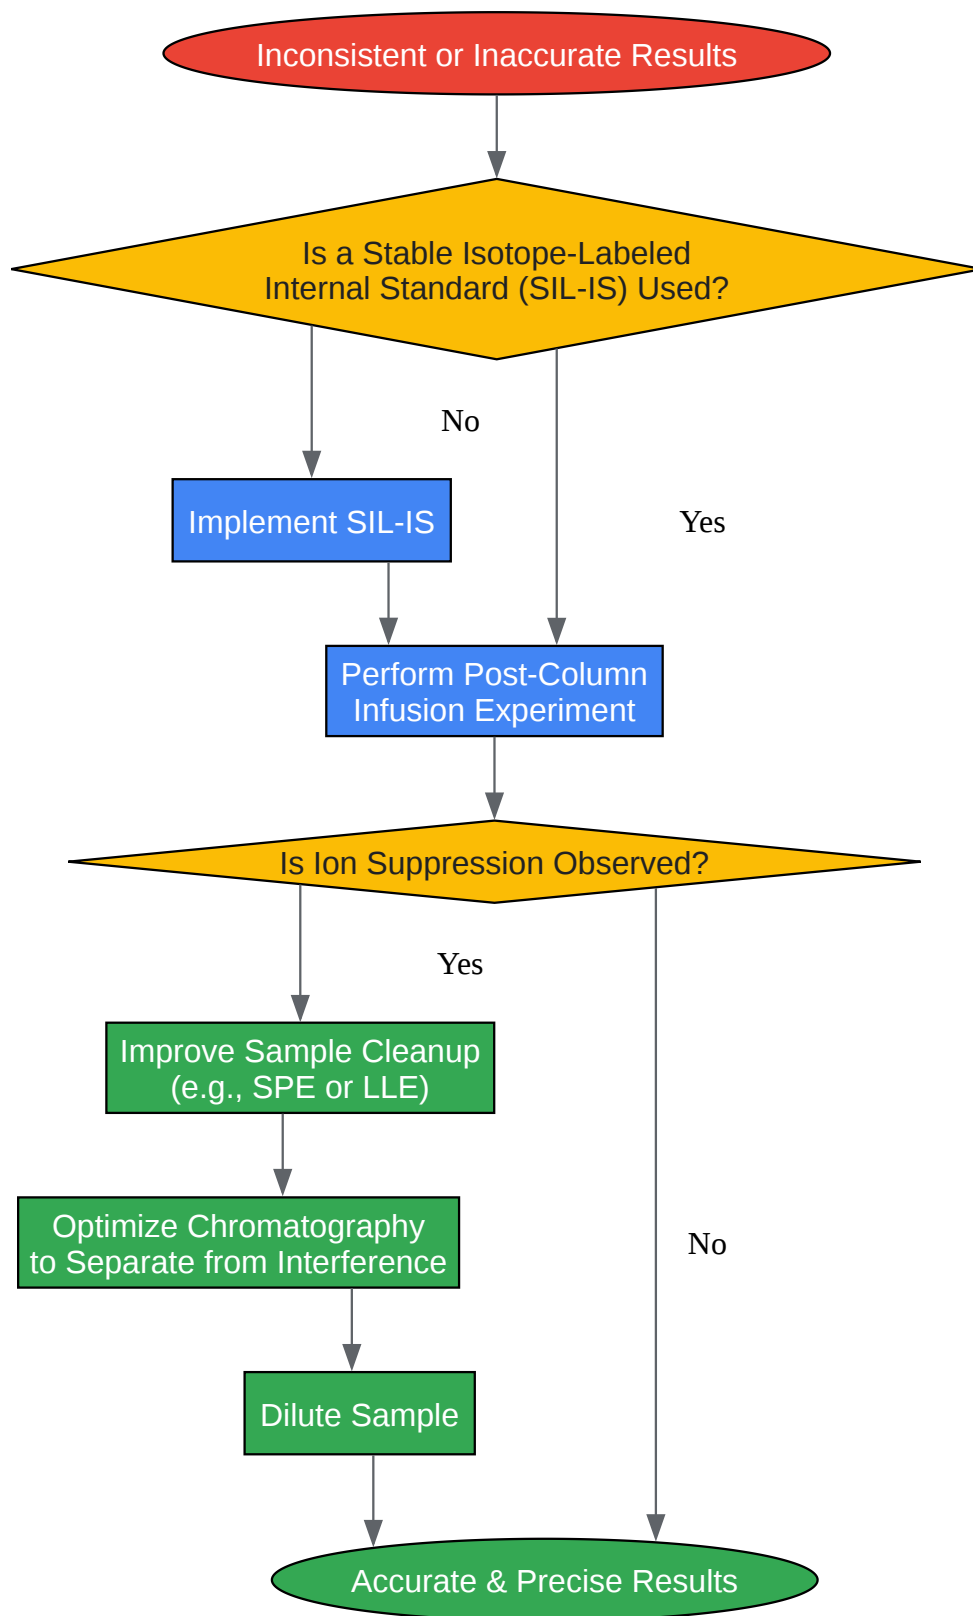 Inconsistent or Inaccurate Results
Is a Stable Isotope-Labeled
Internal Standard (SIL-IS) Used?
No
Implement SIL-IS
Yes
Perform Post-Column
Infusion Experiment
Is Ion Suppression Observed?
Yes
Improve Sample Cleanup
(e.g., SPE or LLE)
Optimize Chromatography
to Separate from Interference
No
Dilute Sample
Accurate & Precise Results